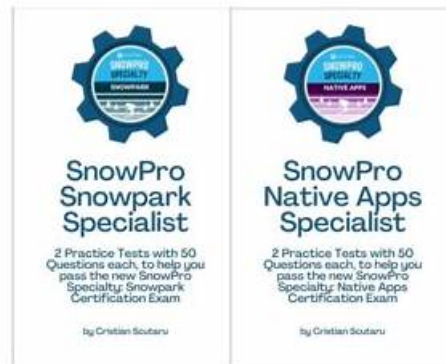 SNOWPRO
SPECIALTY
SNOWPARK
SnowPro
Snowpark
Specialist
2 Practice Tests with 50
Questions each, to help you
pass the new SnowPro
Specialty: Snowpark
Certification Exam
by Cristian Scutaru
SNOWPRO
SPECIALTY
NATIVE APPS
SnowPro
Native Apps
Specialist
2 Practice Tests with 50
Questions each, to help you
pass the new SnowPro
Specialty: Native Apps
Certification Exam
by Cristian Scutaru